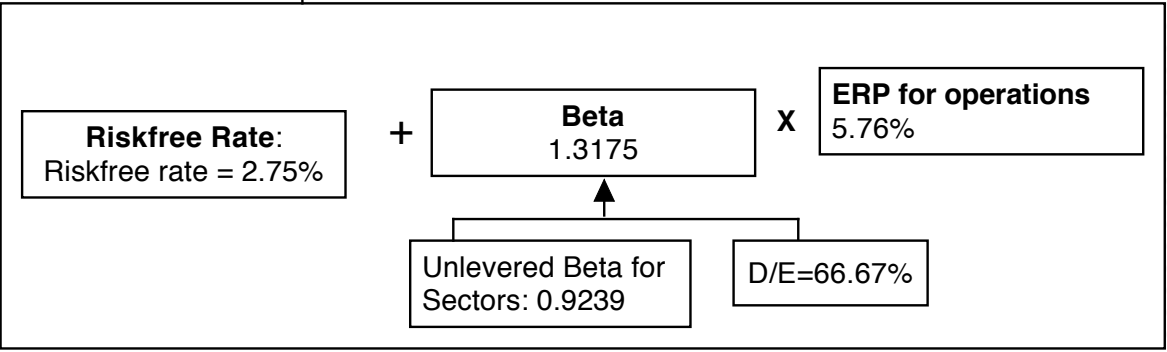 Riskfree Rate:
Riskfree rate = 2.75%
+
Beta
1.3175
X
ERP for operations
5.76%
Unlevered Beta for
Sectors: 0.9239
D/E=66.67%